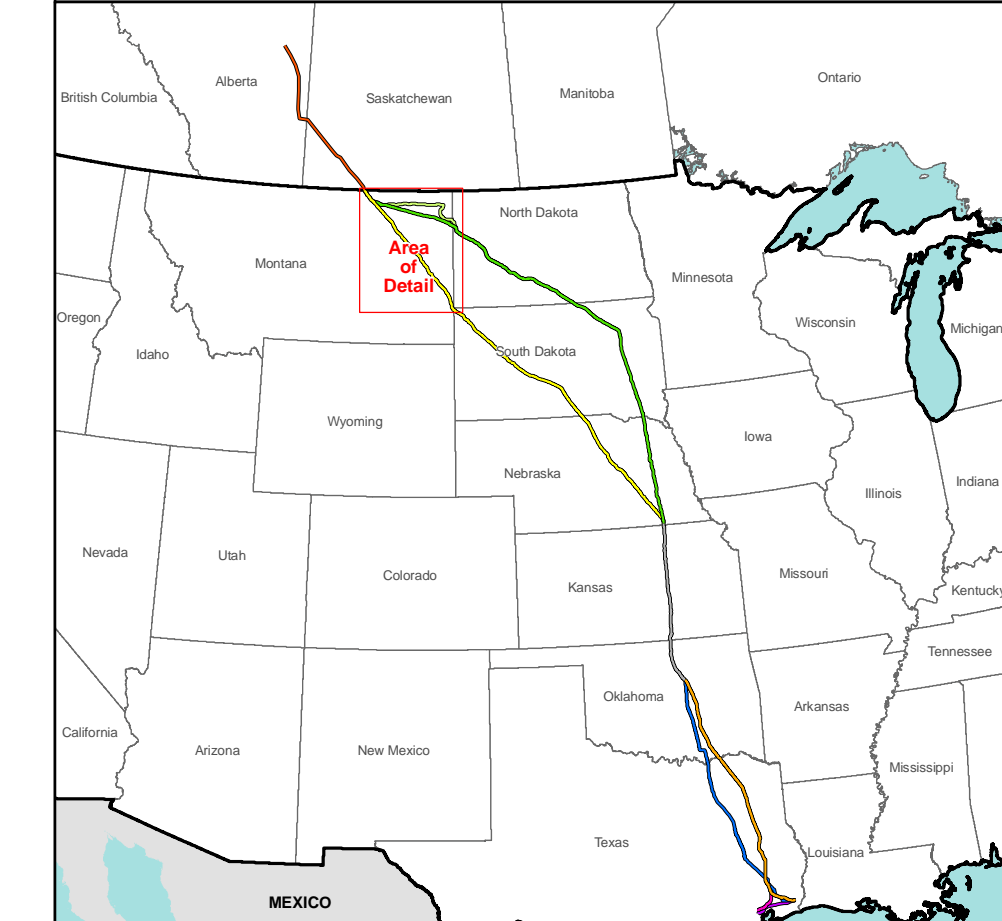 Alberta
Ontario
British Columbia
Saskatchewan
Manitoba
North Dakota
Area
of
Detail
Montana
Minnesota
Oregon
Wisconsin
Michigan
Idaho
South Dakota
Wyoming
Iowa
Nebraska
Illinois
Indiana
Nevada
Utah
Colorado
Kansas
Missouri
Kentucky
Tennessee
Oklahoma
Arkansas
California
Arizona
New Mexico
Mississippi
Texas
Louisiana
MEXICO